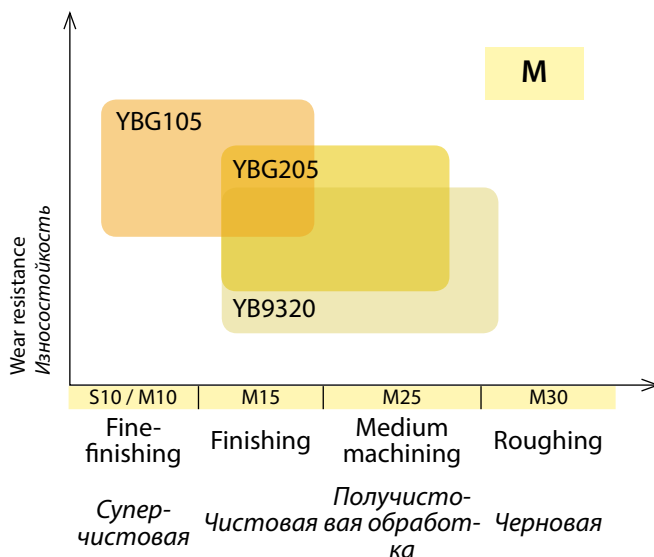 M
YBG105
YBG205
YB9320
Wear resistance
Износостойкость
S10 / M10
M15
M25
M30
Fine-
finishing
Finishing
Medium
machining
Roughing
Супер-
чистовая
Чистовая
Получисто-
вая обработ-
ка
Черновая